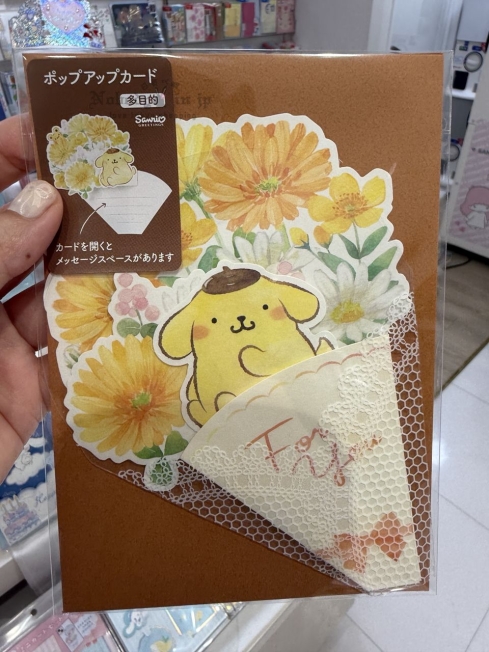 ポップアップカード
多目的
Sanrio
GREETINGS
カードを開くと
メッセージスペースがあります
For You